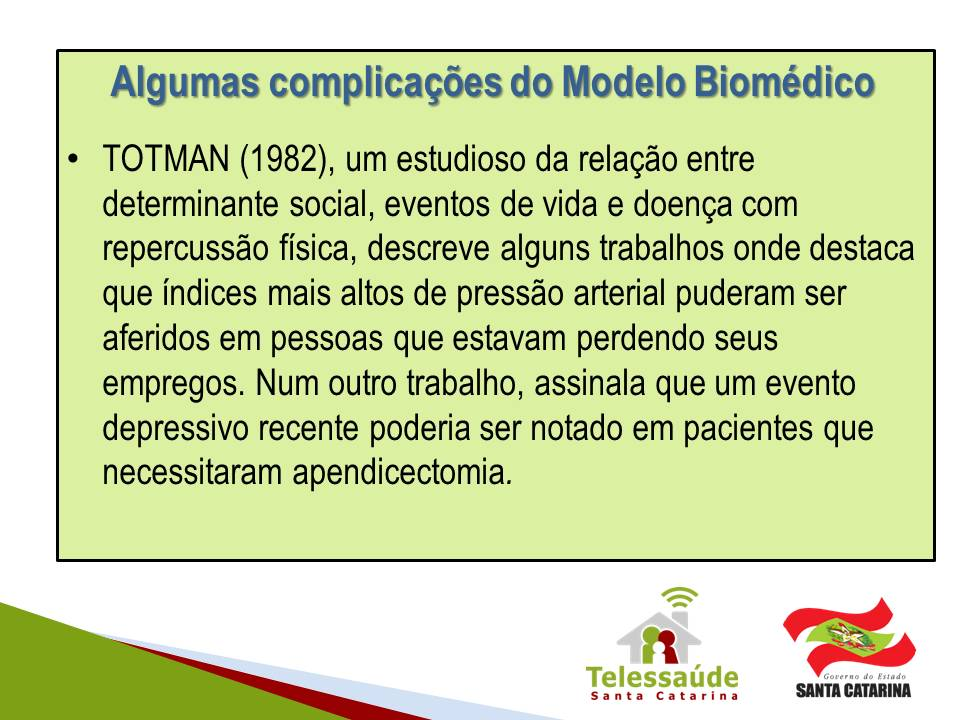 Algumas complicações do Modelo Biomédico
• TOTMAN (1982), um estudioso da relação entre
determinante social, eventos de vida e doença com
repercussão física, descreve alguns trabalhos onde destaca
que índices mais altos de pressão arterial puderam ser
aferidos em pessoas que estavam perdendo seus
empregos. Num outro trabalho, assinala que um evento
depressivo recente poderia ser notado em pacientes que
necessitaram apendicectomia.
Telessaúde
Santa Catarina
Governo do Estado
SANTA CATARINA